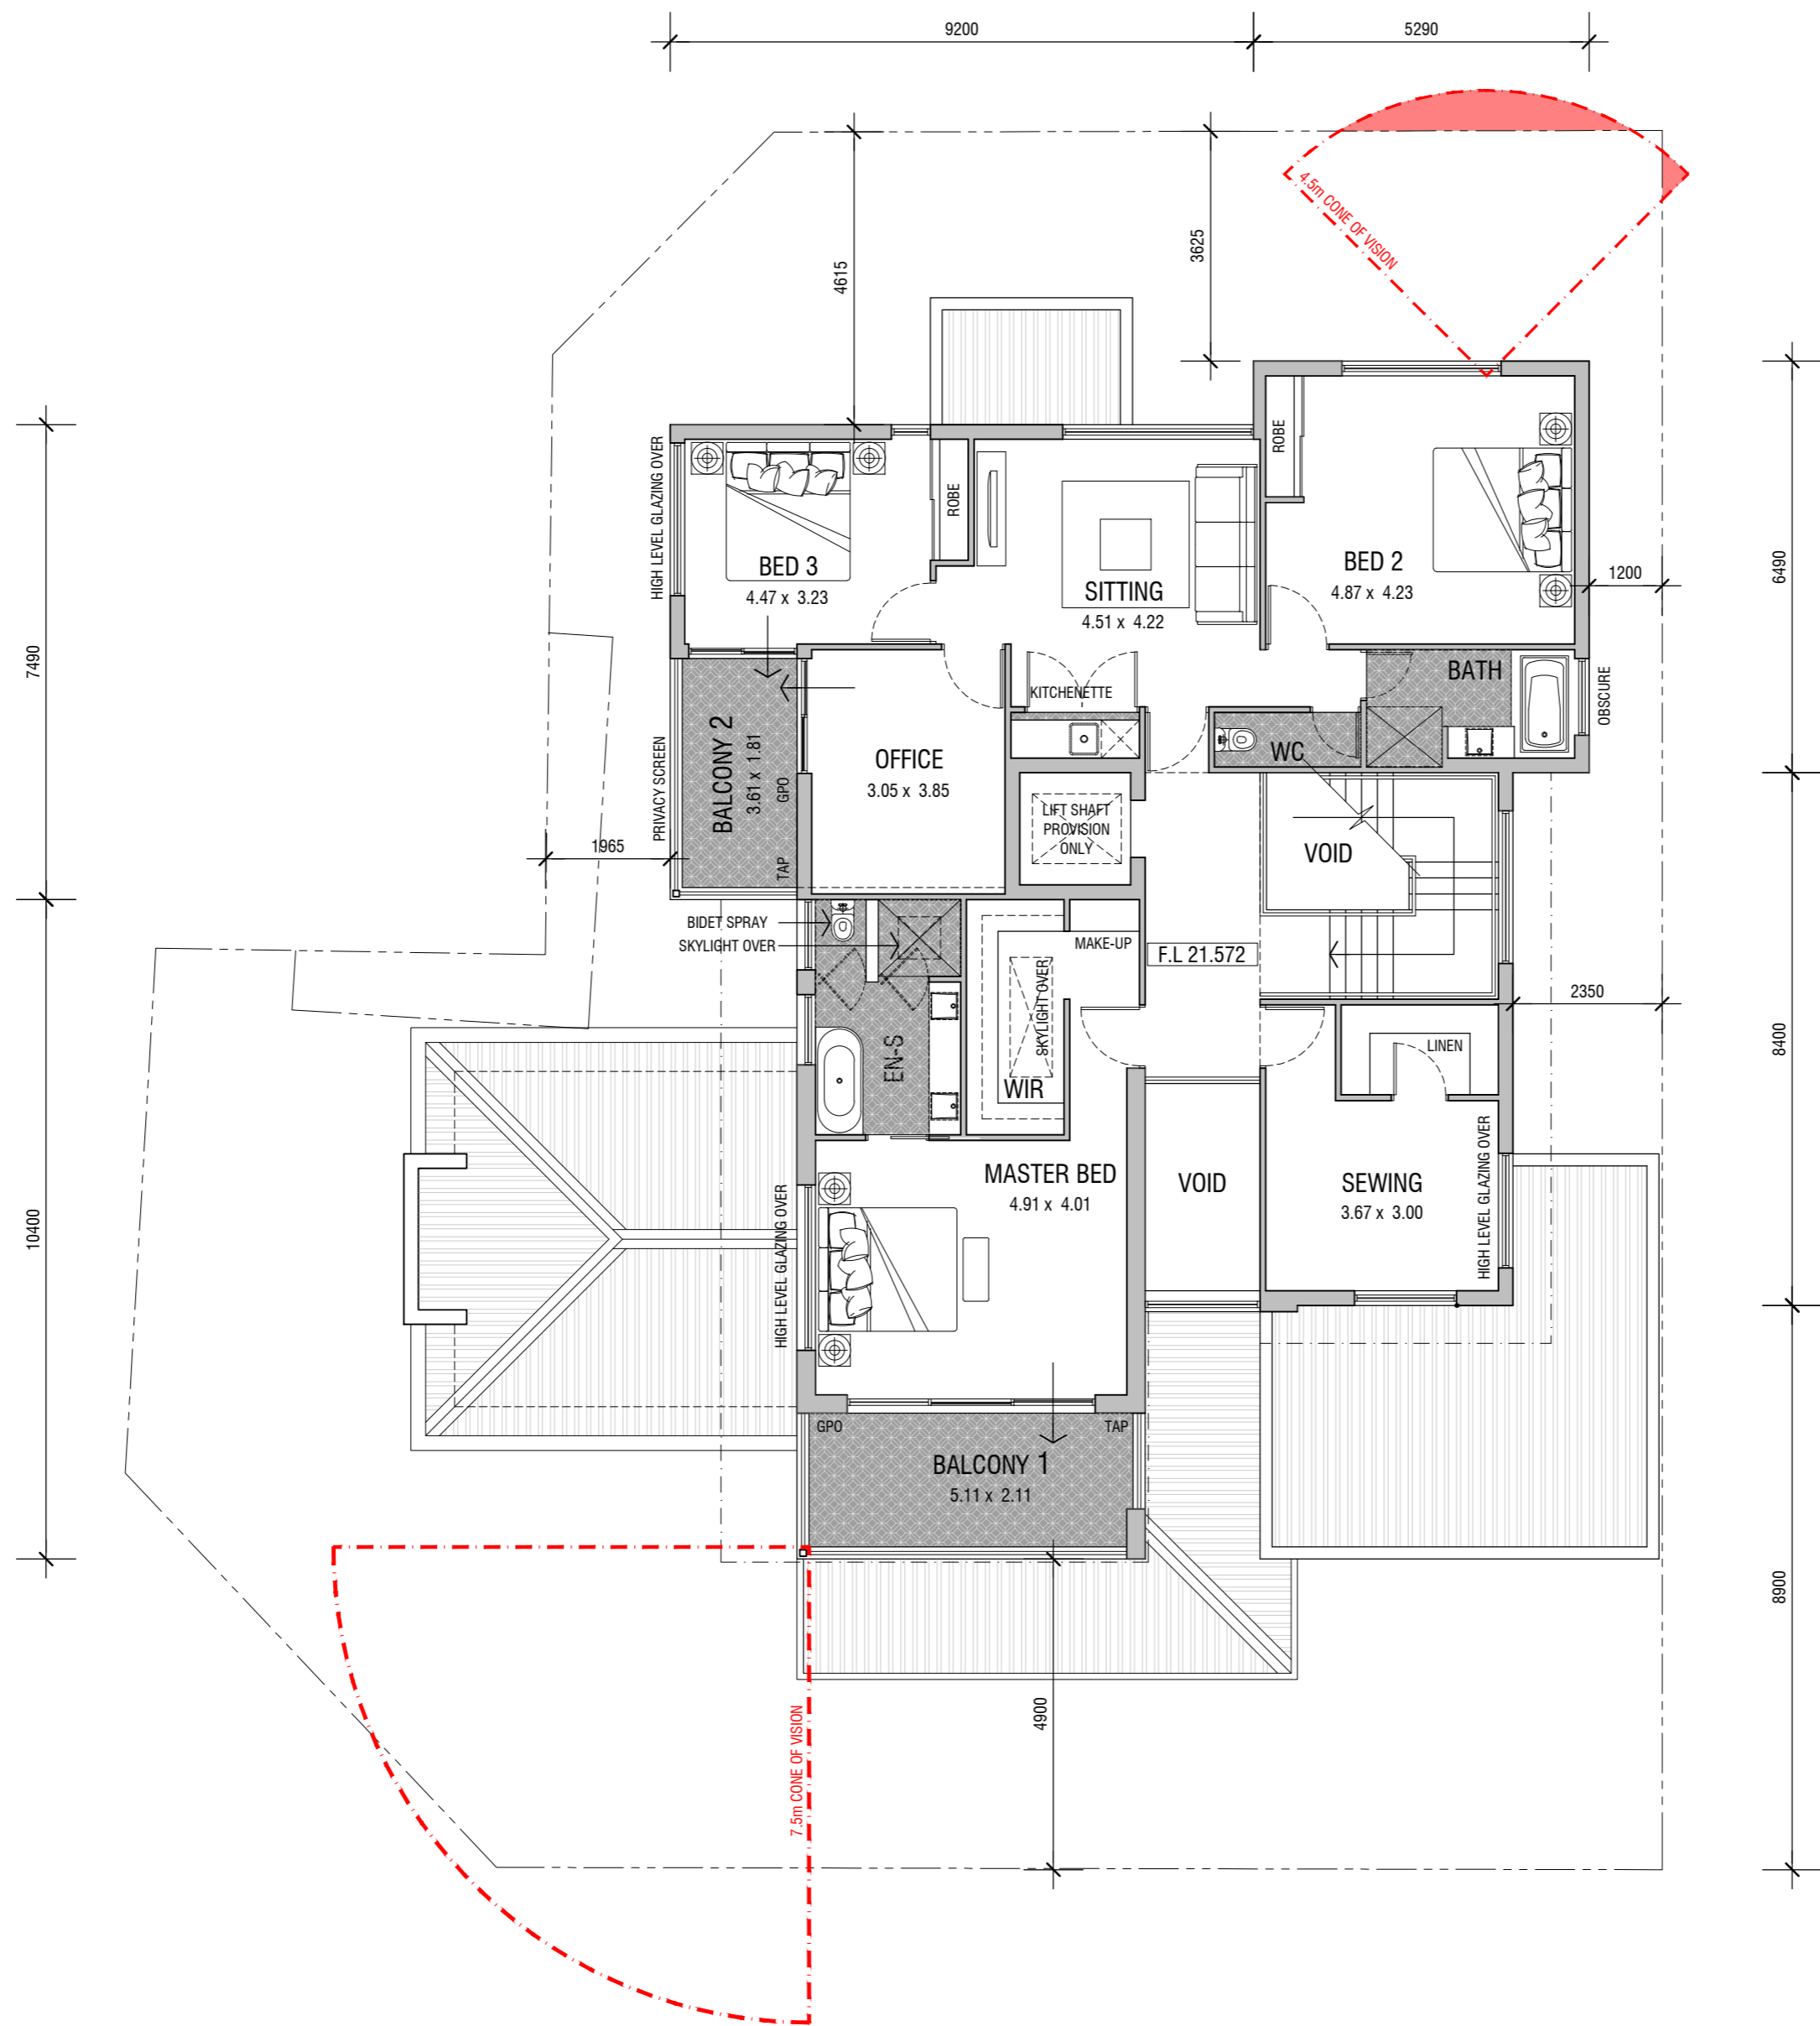 9200
5290
4.5m CONE OF VISION
4615
3625
HIGH LEVEL GLAZING OVER
ROBE
BED 3
4.47 x 3.23
SITTING
4.51 x 4.22
ROBE
BED 2
4.87 x 4.23
1200
6490
7490
KITCHENETTE
BATH
OBSCURE
PRIVACY SCREEN
BALCONY 2
3.61 x 1.81
GPO
TAP
OFFICE
3.05 x 3.85
WC
LIFT SHAFT
PROVISION
ONLY
VOID
1965
BIDET SPRAY
SKYLIGHT OVER
MAKE-UP
F.L 21.572
2350
SKYLIGHT OVER
EN-S
WIR
LINEN
8400
10400
HIGH LEVEL GLAZING OVER
MASTER BED
4.91 x 4.01
VOID
SEWING
3.67 x 3.00
HIGH LEVEL GLAZING OVER
GPO
TAP
BALCONY 1
5.11 x 2.11
8900
4900
7.5m CONE OF VISION